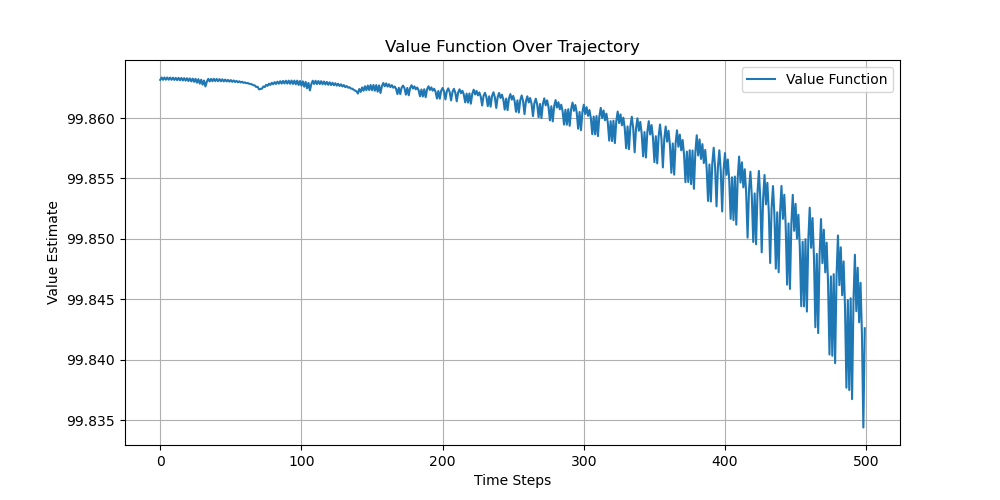 Value Function Over Trajectory
Value Function
99.860
99.855
99.850
99.845
99.840
99.835
Value Estimate
0 100 200 300 400 500
Time Steps